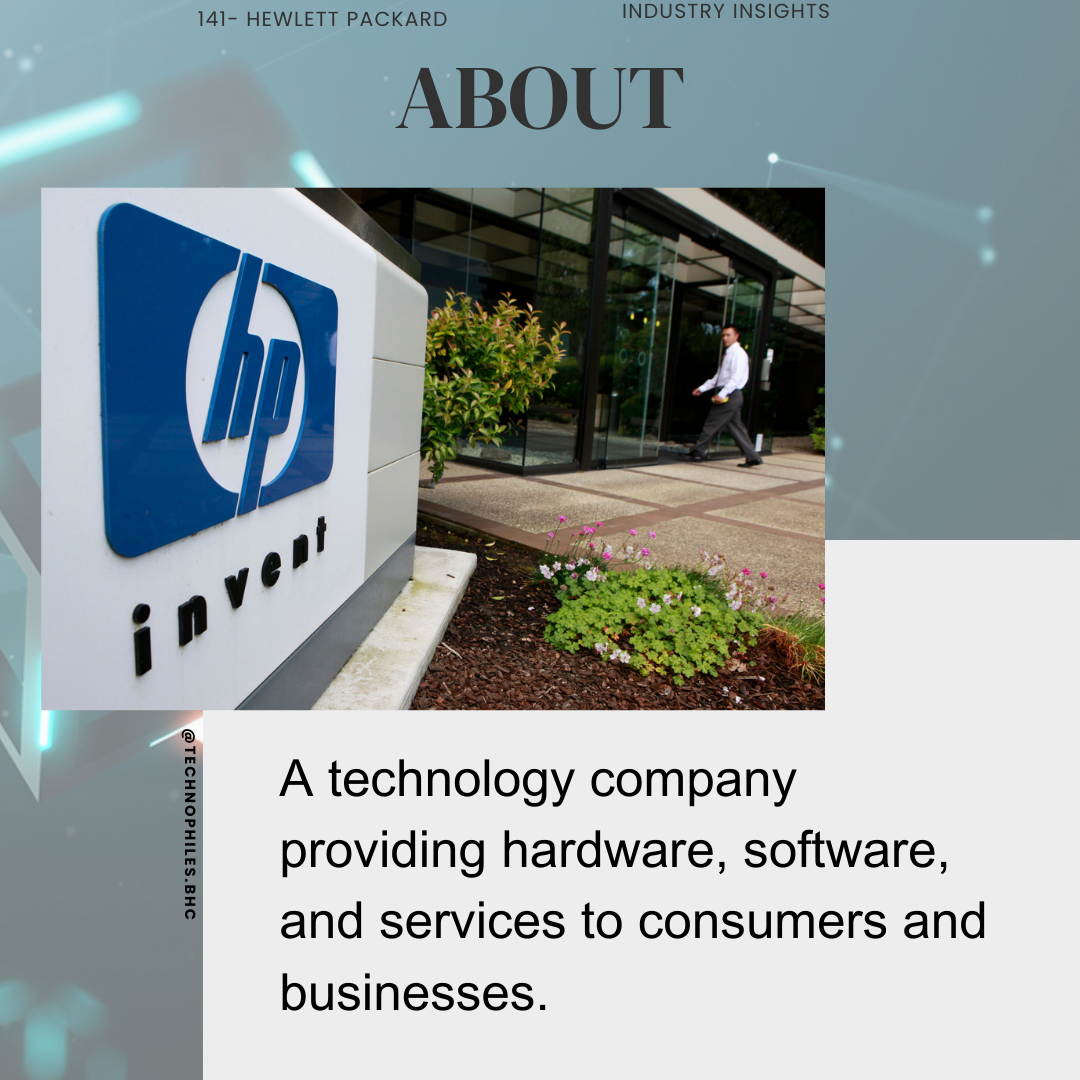 141- HEWLETT PACKARD
INDUSTRY INSIGHTS
ABOUT
hp
invent
@TECHNOPHILES.BHC
A technology company
providing hardware, software,
and services to consumers and
businesses.